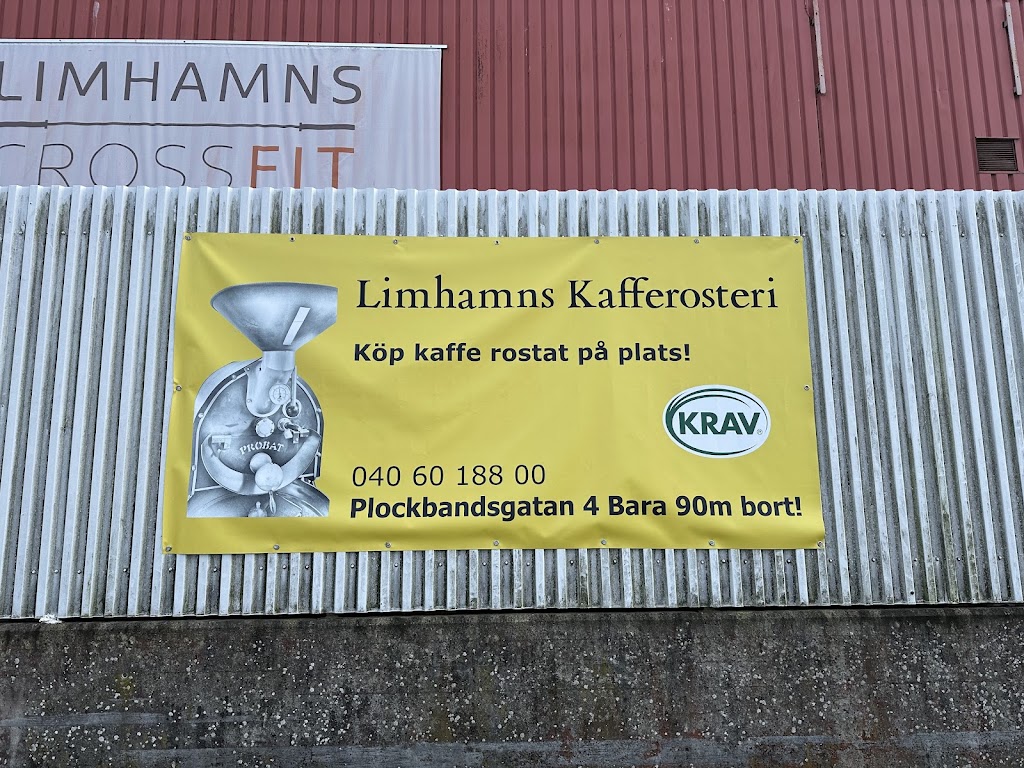 LIMHAMNS
CROSSFIT
Limhamns Kafferosteri
Köp kaffe rostat på plats!
KRAV®
PROBAT
040 60 188 00
Plockbandsgatan 4 Bara 90m bort!